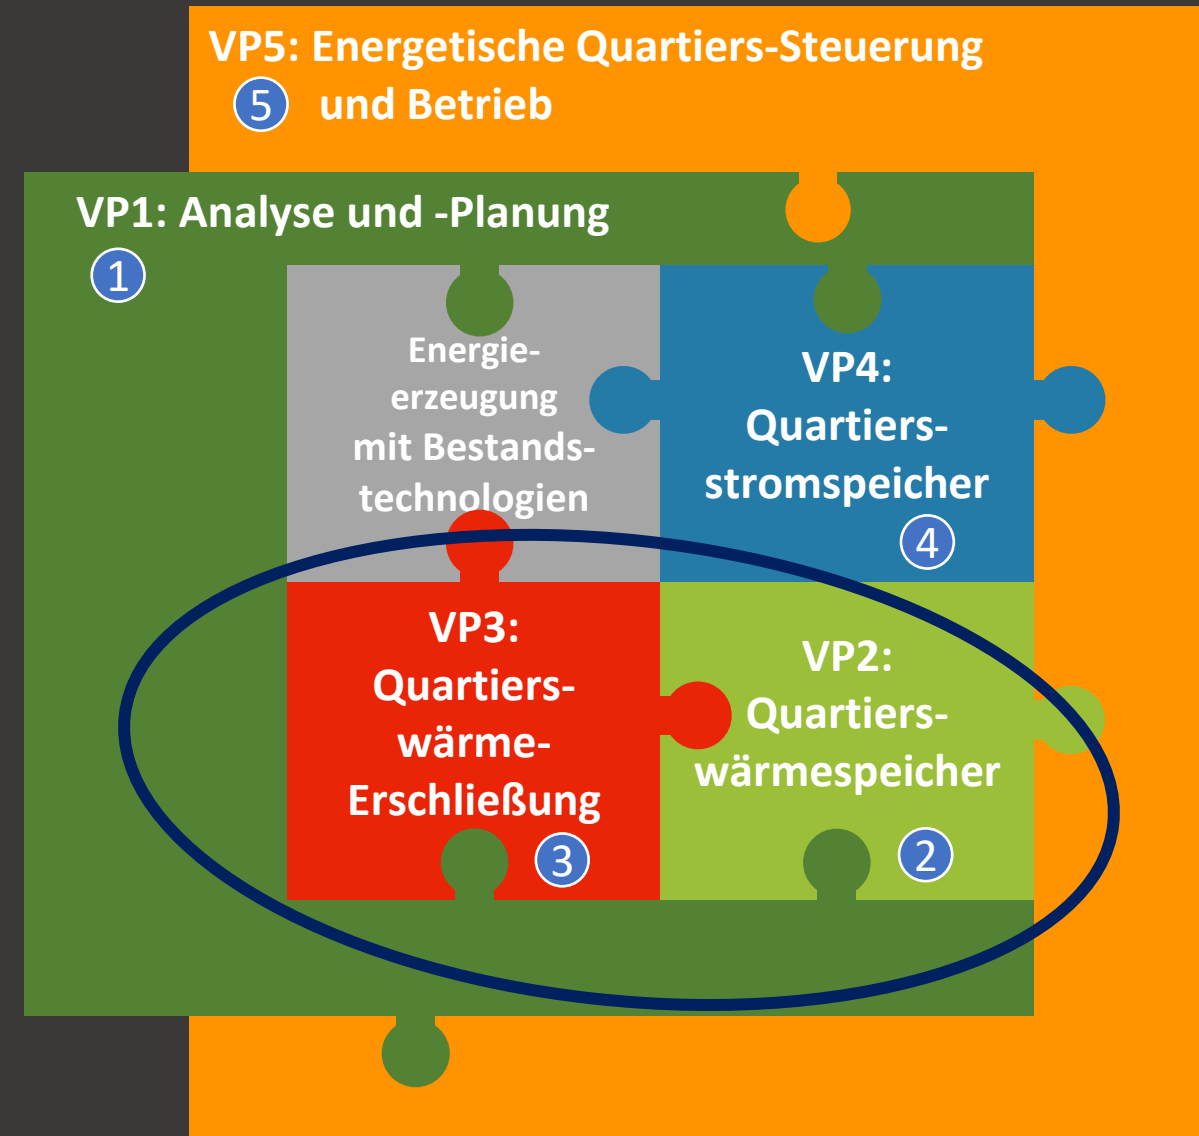 VP5: Energetische Quartiers-Steuerung
5 und Betrieb
VP1: Analyse und -Planung
1
Energie-
erzeugung
mit Bestands-
technologien
VP4:
Quartiers-
stromspeicher
4
VP3:
Quartiers-
wärme-
Erschließung
3
VP2:
Quartiers-
wärmespeicher
2